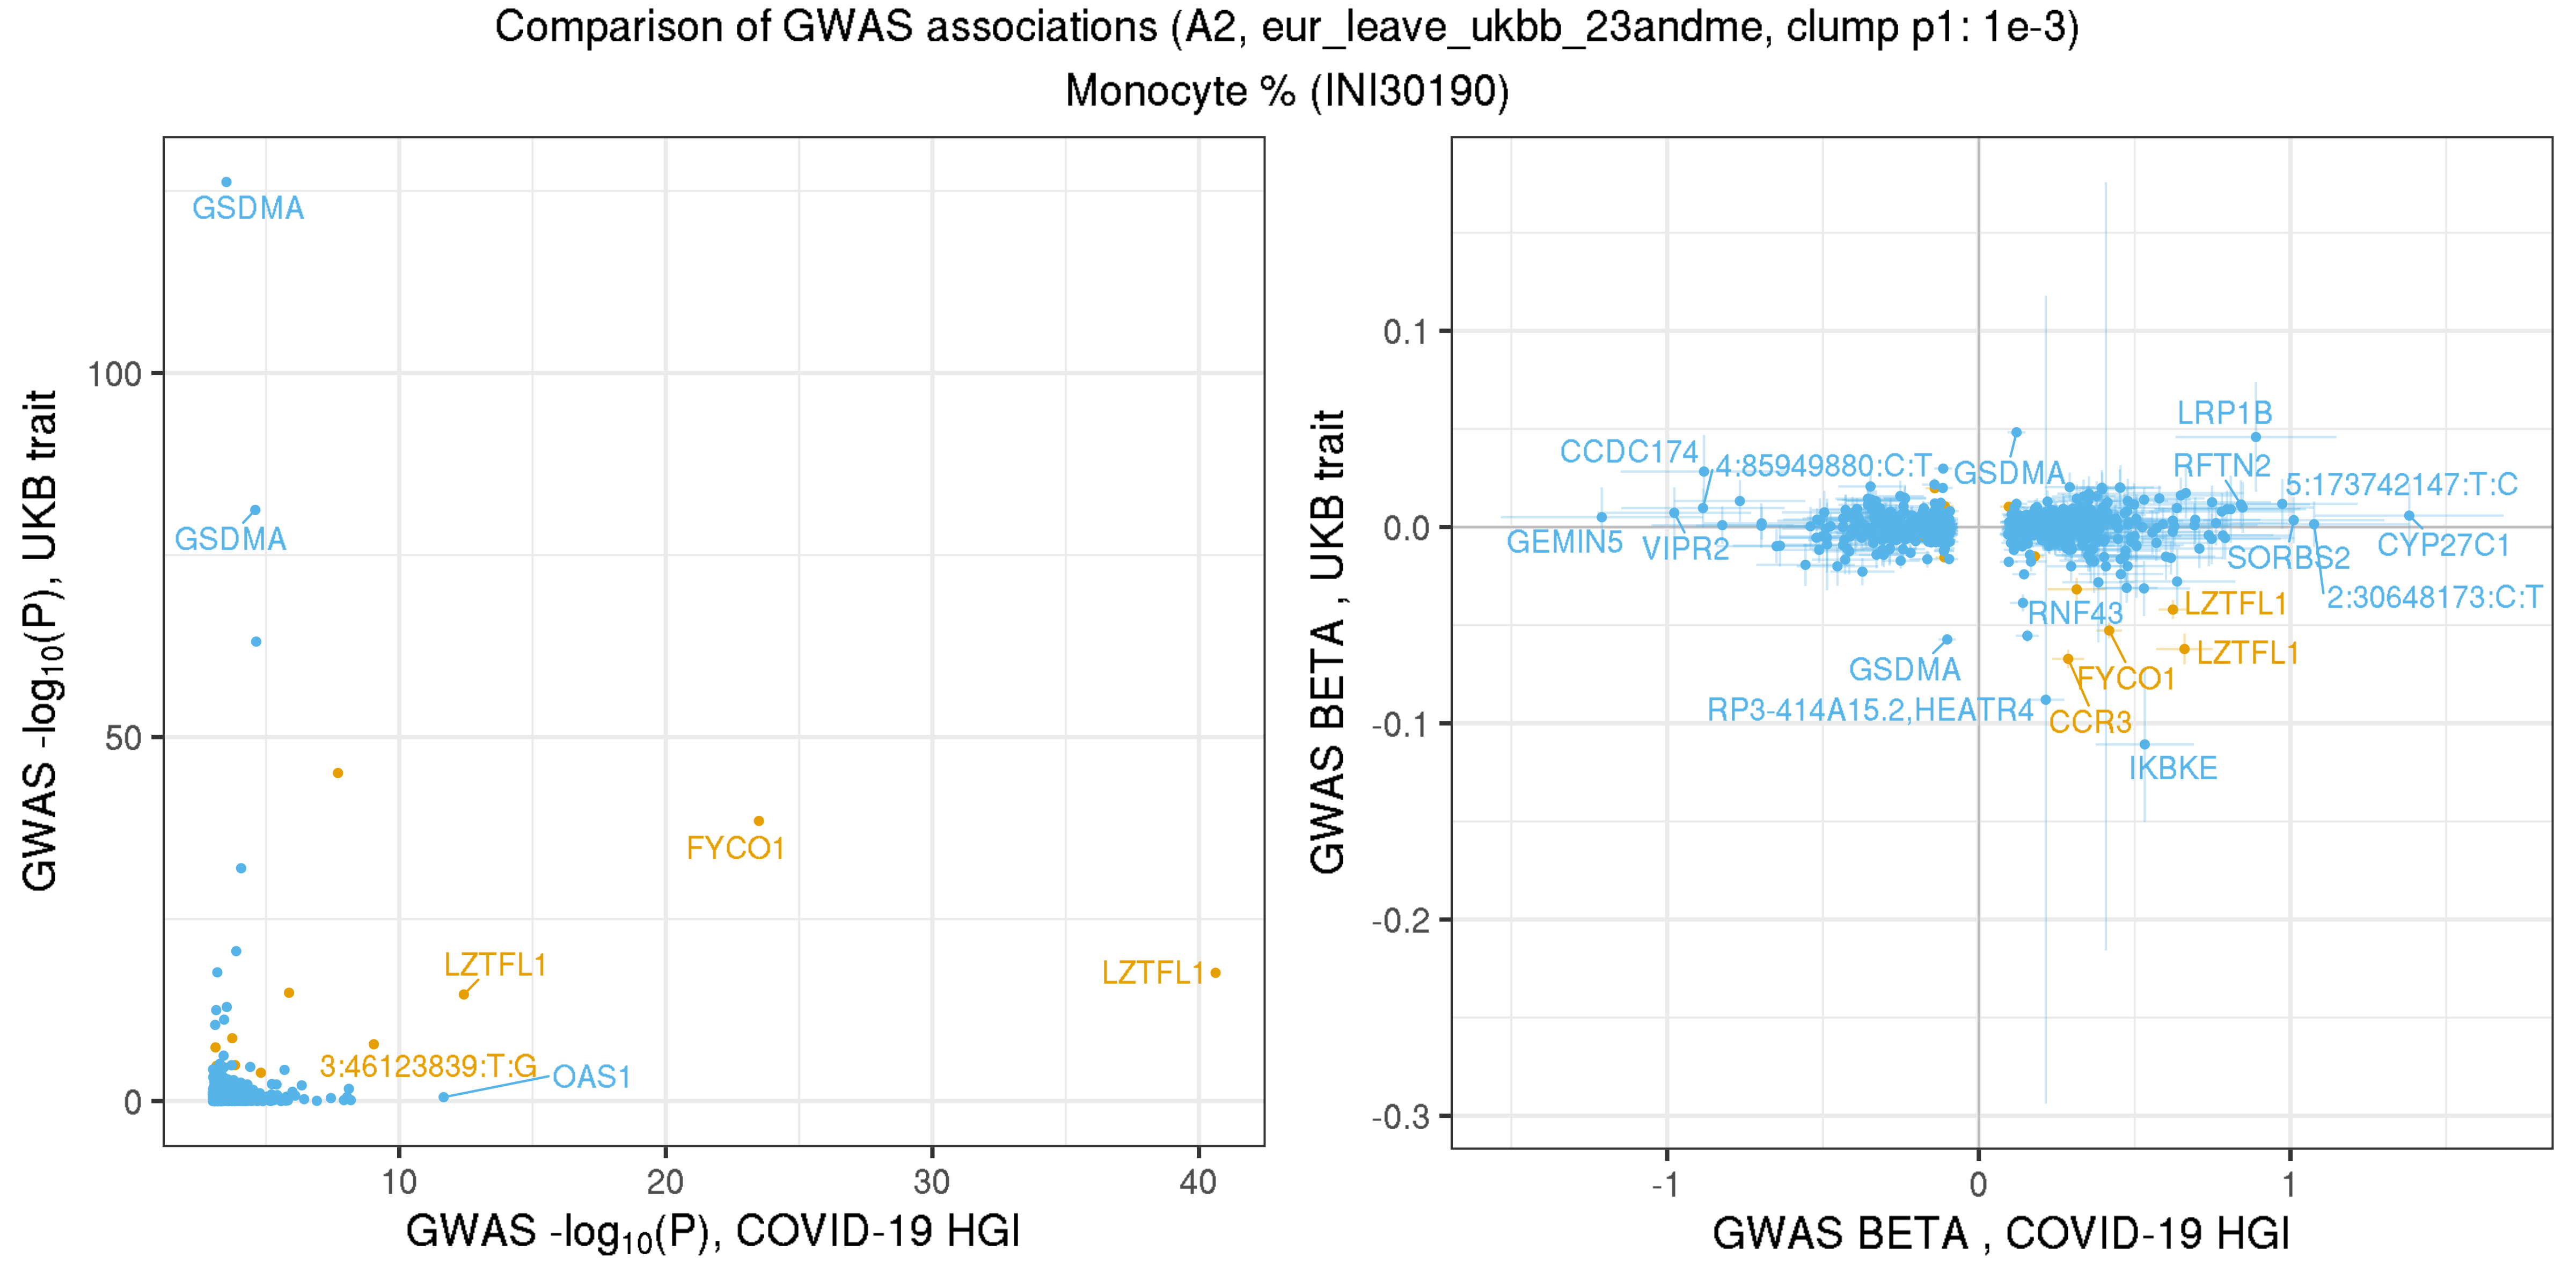 Comparison of GWAS associations (A2, eur_leave_ukbb_23andme, clump p1: 1e-3)
Monocyte % (INI30190)
GWAS -log10(P), UKB trait
100
50
0
GSDMA
GSDMA
FYCO1
LZTFL1
LZTFL1
3:46123839:T:G
OAS1
10
20
30
40
GWAS -log10(P), COVID-19 HGI
GWAS BETA , UKB trait
0.1
0.0
-0.1
-0.2
-0.3
LRP1B
CCDC174
4:85949880:C:T
GSDMA
RFTN2
5:173742147:T:C
GEMIN5
VIPR2
SORBS2
CYP27C1
2:30648173:C:T
RNF43
LZTFL1
LZTFL1
GSDMA
FYCO1
RP3-414A15.2,HEATR4
CCR3
IKBKE
-1
0
1
GWAS BETA , COVID-19 HGI